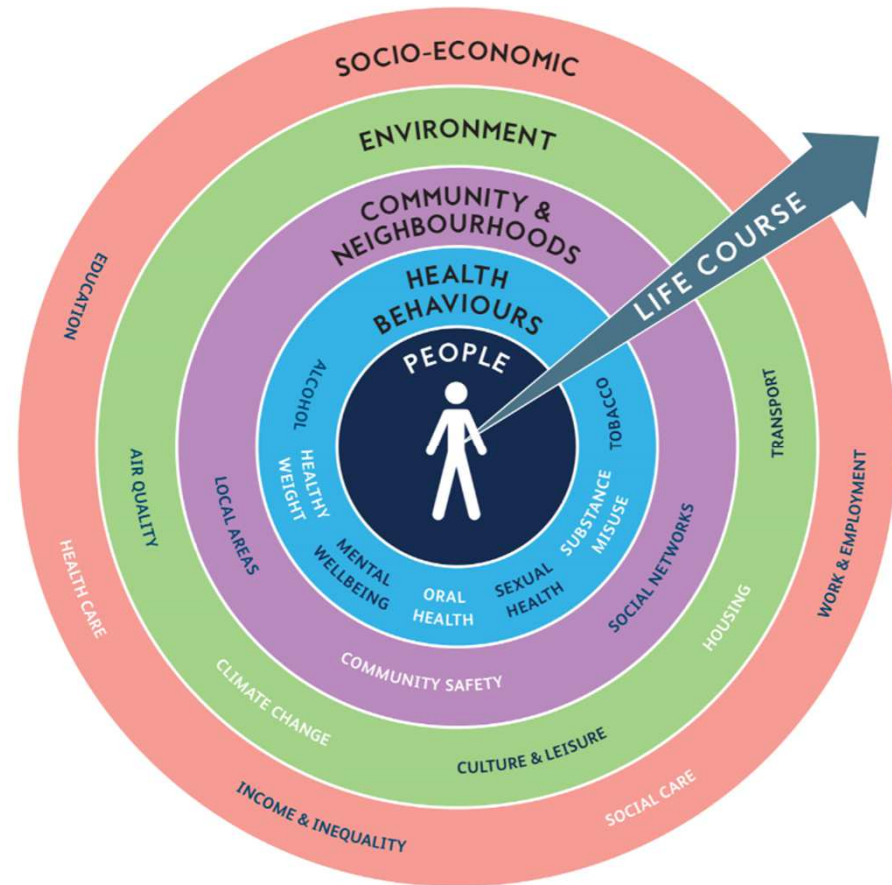 SOCIO-ECONOMIC
ENVIRONMENT
COMMUNITY &
NEIGHBOURHOODS
HEALTH
BEHAVIOURS
PEOPLE
LIFE COURSE
ALCOHOL
HEALTHY
WEIGHT
MENTAL
WELLBEING
ORAL
HEALTH
SEXUAL
HEALTH
SUBSTANCE
MISUSE
TOBACCO
LOCAL AREAS
COMMUNITY SAFETY
SOCIAL NETWORKS
AIR QUALITY
CLIMATE CHANGE
CULTURE & LEISURE
HOUSING
TRANSPORT
EDUCATION
HEALTH CARE
INCOME & INEQUALITY
SOCIAL CARE
WORK & EMPLOYMENT